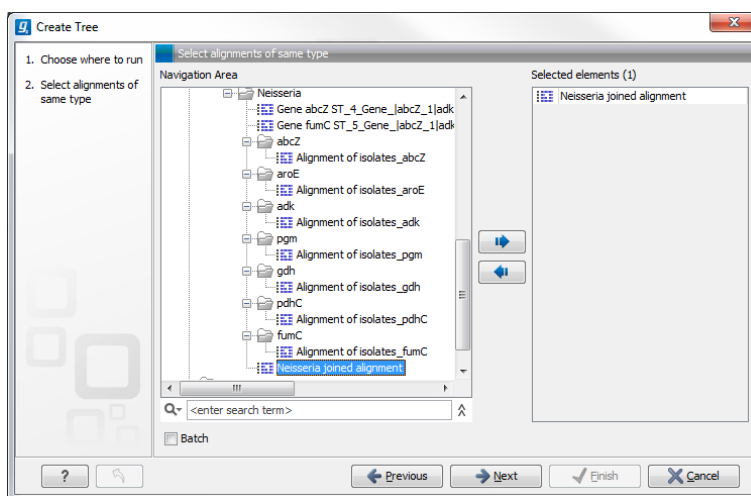 Create Tree
1. Choose where to run
2. Select alignments of
same type
Select alignments of same type
Navigation Area
Neisseria
Gene abcZ ST_4_Gene_|abcZ_1|adk
Gene fumC ST_5_Gene_|abcZ_1|adk
abcZ
Alignment of isolates_abcZ
aroE
Alignment of isolates_aroE
adk
Alignment of isolates_adk
pgm
Alignment of isolates_pgm
gdh
Alignment of isolates_gdh
pdhC
Alignment of isolates_pdhC
fumC
Alignment of isolates_fumC
Neisseria joined alignment
<enter search term>
Batch
Selected elements (1)
Neisseria joined alignment
?
Previous
Next
Finish
Cancel